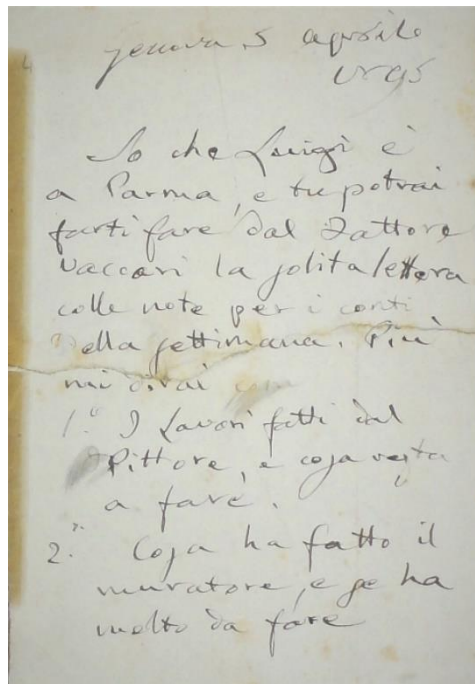 Genova, 5 aprile
So che Luigi è
a Parma, e tu potrai
farti fare dal Fattore
Vaccari la solita lettera
colle note per i conti
della settimana. Più
mi dirai
1.° I Lavori fatti dal
Pittore, e cosa resta
a fare.
2.° Cosa ha fatto il
muratore, e se ha
molto da fare